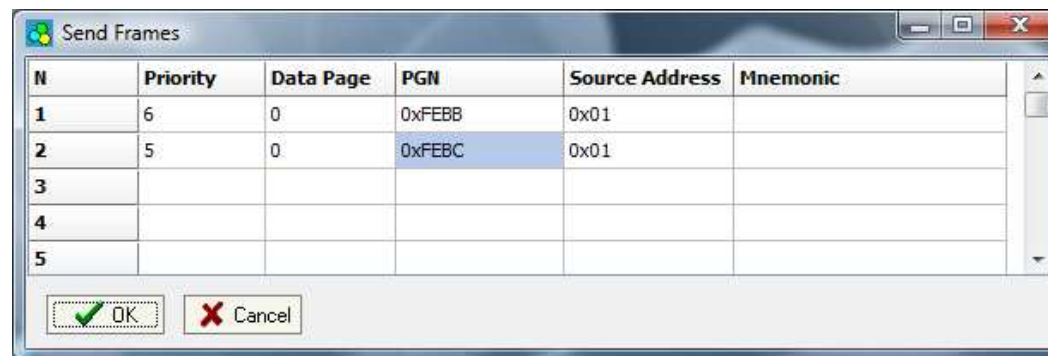 Send Frames
N Priority Data Page PGN Source Address Mnemonic
1 6 0 0xFEBB 0x01
2 5 0 0xFEBC 0x01
3
4
5
OK Cancel